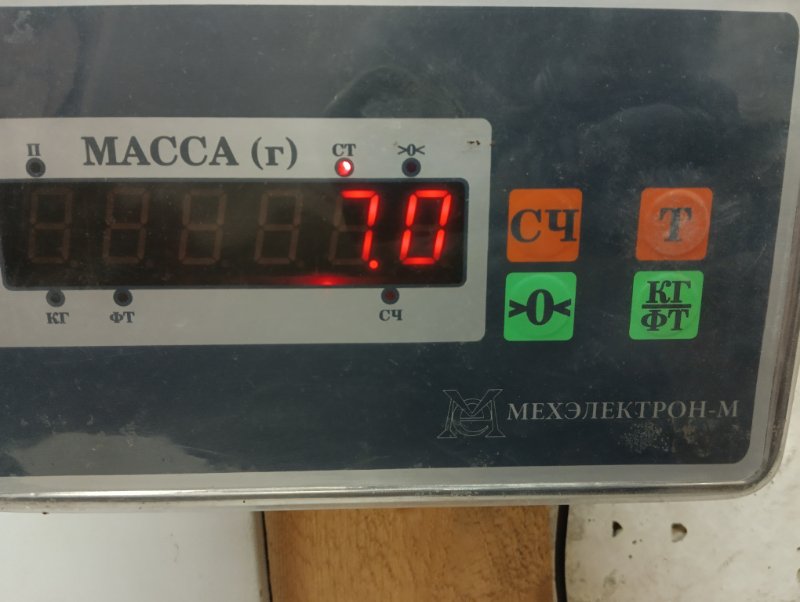 П МАССА (г) СТ >0<
7.0
КГ ФТ СЧ
СЧ Т
>0< КГ
ФТ
МЕХЭЛЕКТРОН-М